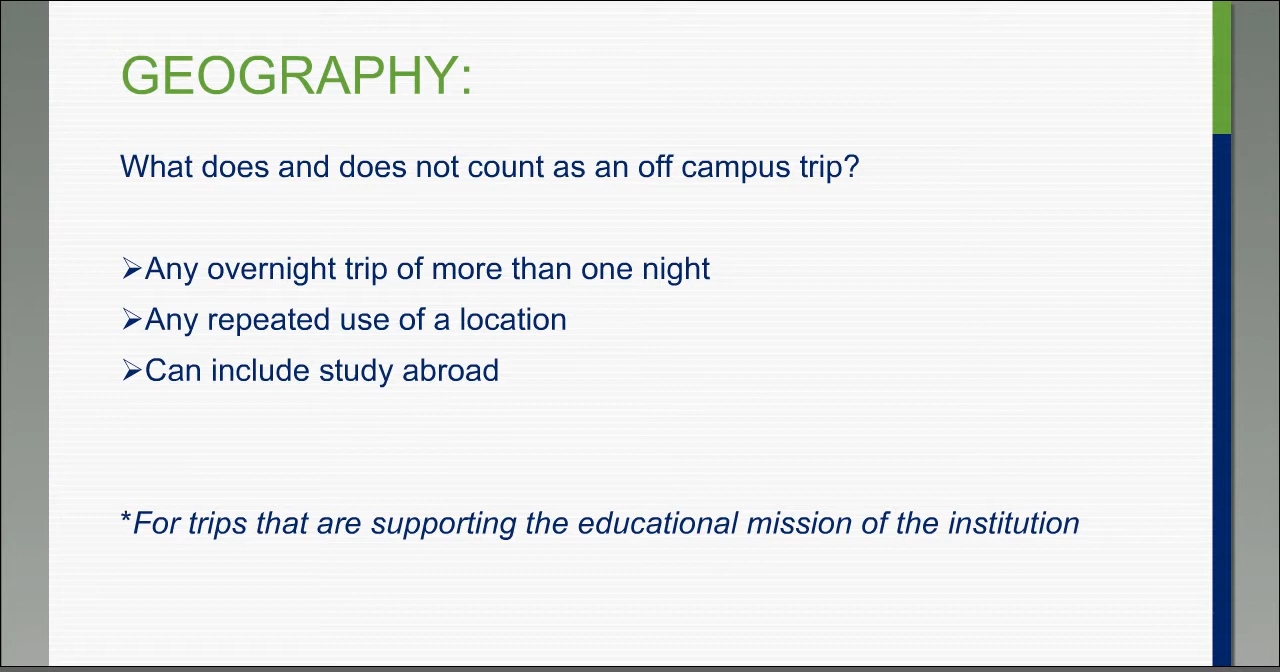 GEOGRAPHY:
What does and does not count as an off campus trip?
➢Any overnight trip of more than one night
➢Any repeated use of a location
➢Can include study abroad
*For trips that are supporting the educational mission of the institution